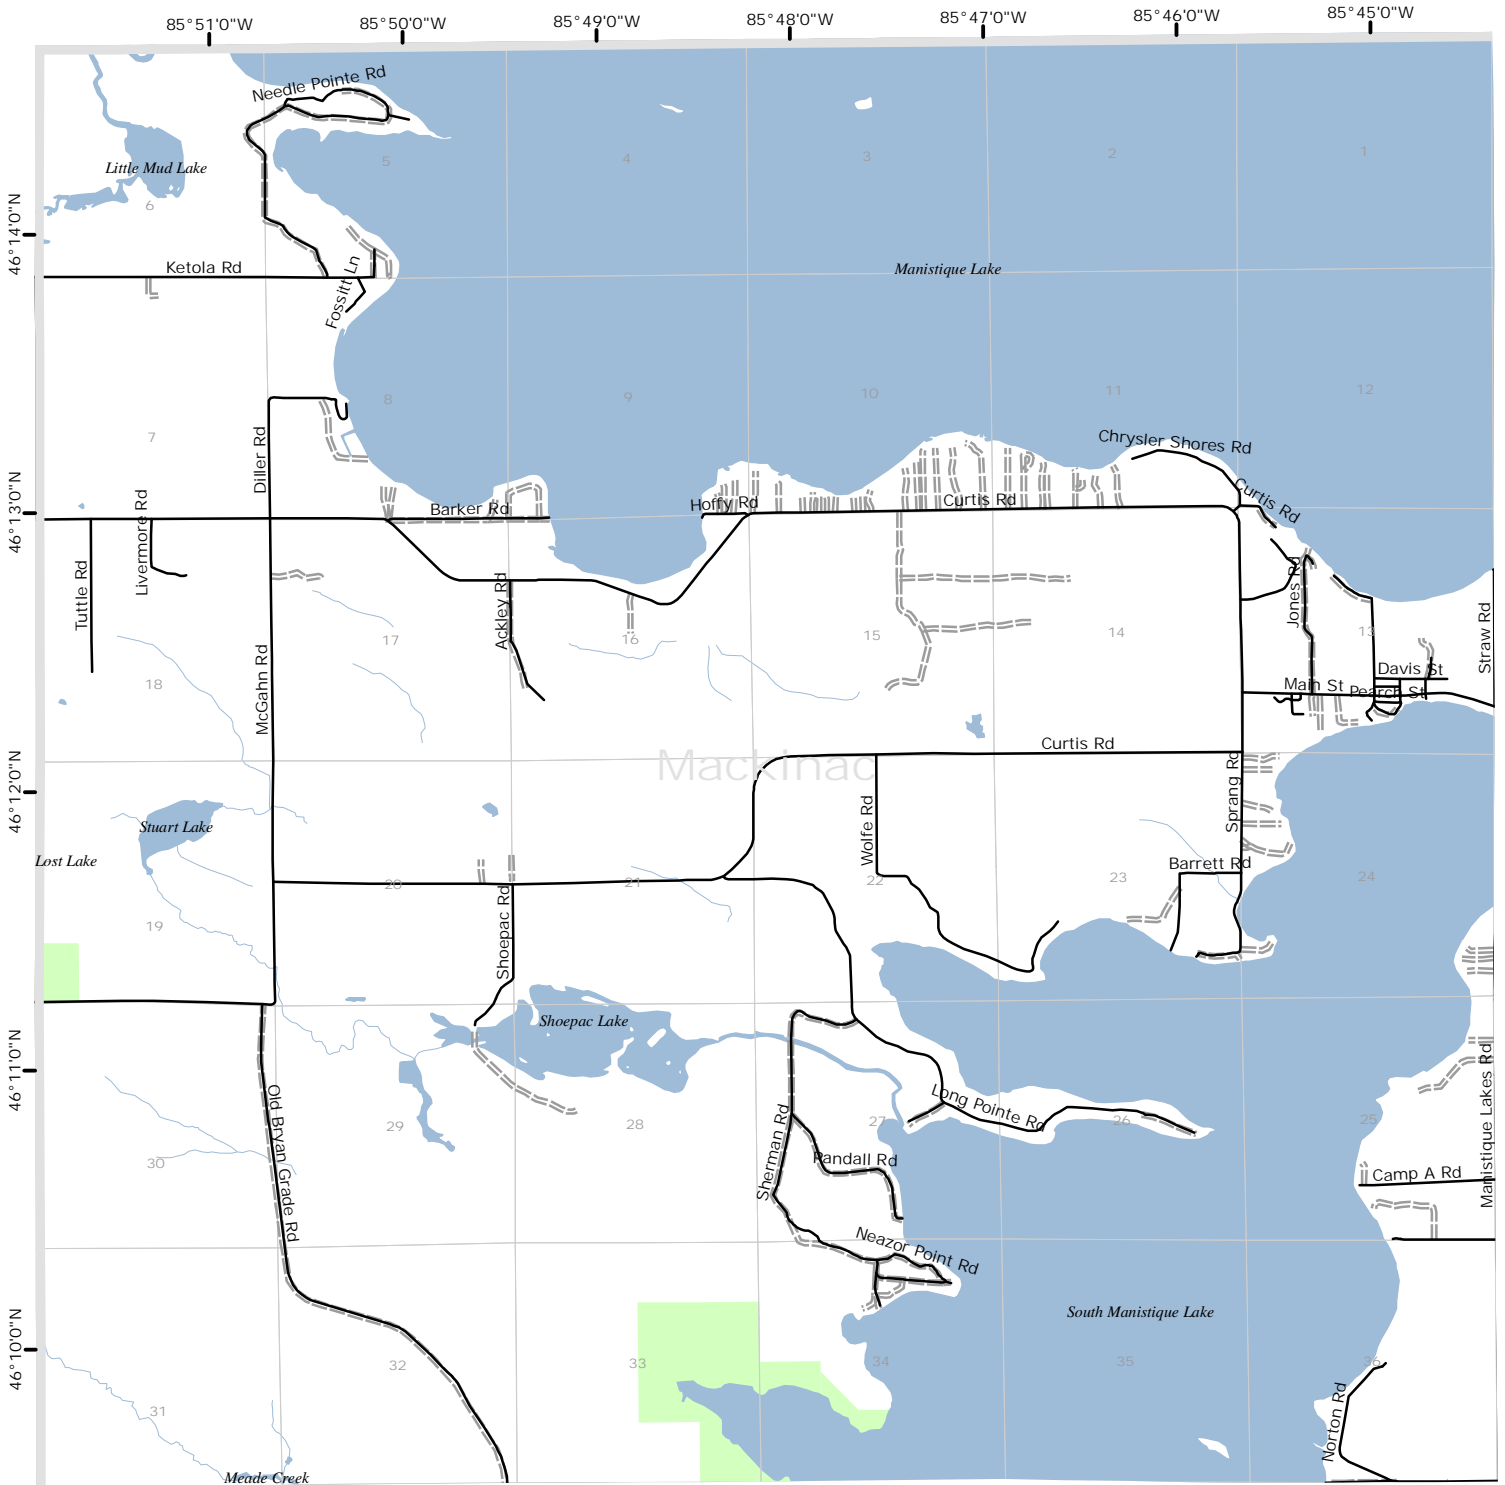 85°51'0"W
85°50'0"W
85°49'0"W
85°48'0"W
85°47'0"W
85°46'0"W
85°45'0"W
Needle Pointe Rd
Little Mud Lake
5
4
3
2
1
6
46°14'0"N
Ketola Rd
Fossitt Ln
Manistique Lake
7
8
9
10
11
12
Chrysler Shores Rd
Diller Rd
46°13'0"N
Livermore Rd
Barker Rd
Hoffy Rd
Curtis Rd
Curtis Rd
Tuttle Rd
Ackley Rd
Jones Rd
Straw Rd
18
17
16
15
14
13
McGahn Rd
Davis St
Main St
Pearch St
Curtis Rd
Mackinac
46°12'0"N
Stuart Lake
Lost Lake
Wolfe Rd
Sprang Rd
Barrett Rd
19
20
21
22
23
24
Shoepac Rd
Shoepac Lake
46°11'0"N
Old Bryan Grade Rd
Manistique Lakes Rd
Long Pointe Rd
30
29
28
27
26
25
Sherman Rd
Randall Rd
Camp A Rd
Neazor Point Rd
South Manistique Lake
46°10'0"N
31
32
33
34
35
36
Norton Rd
Meade Creek